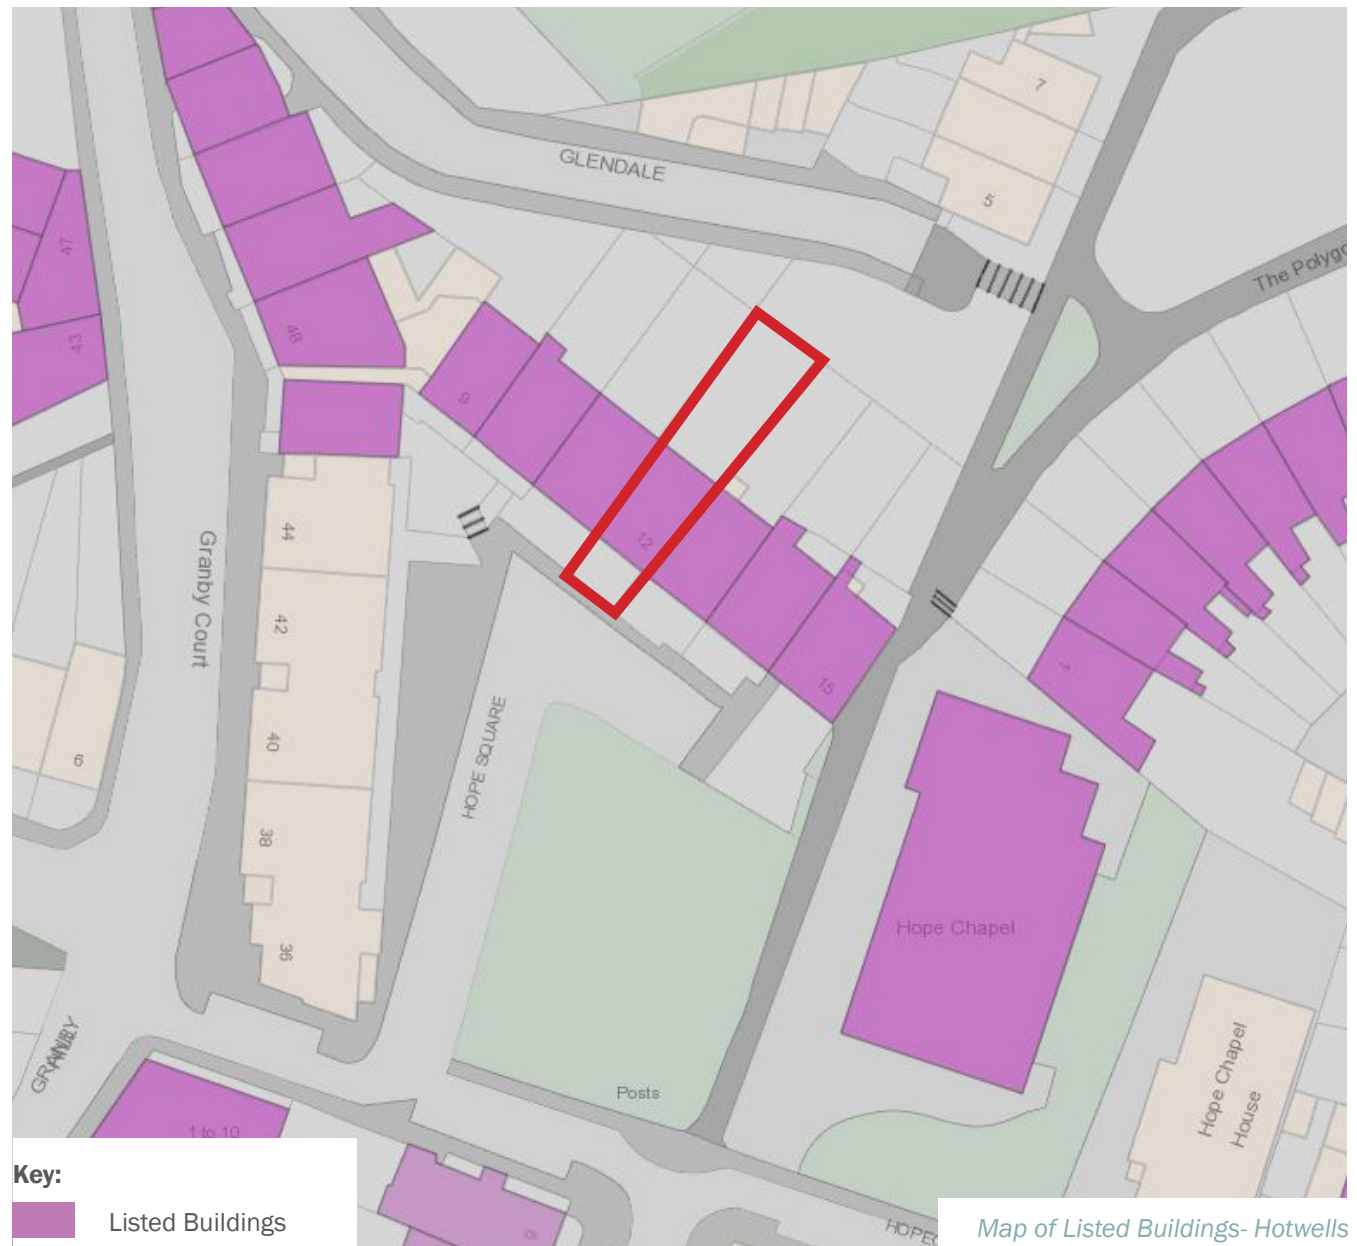 7
GLENDALE
5
47
The Polygo
43
46
9
12
44
Granby Court
42
15
1
HOPE SQUARE
40
6
38
Hope Chapel
36
Hope Chapel
House
Posts
1 to 10
Key:
Listed Buildings
HOPEC
Map of Listed Buildings- Hotwells